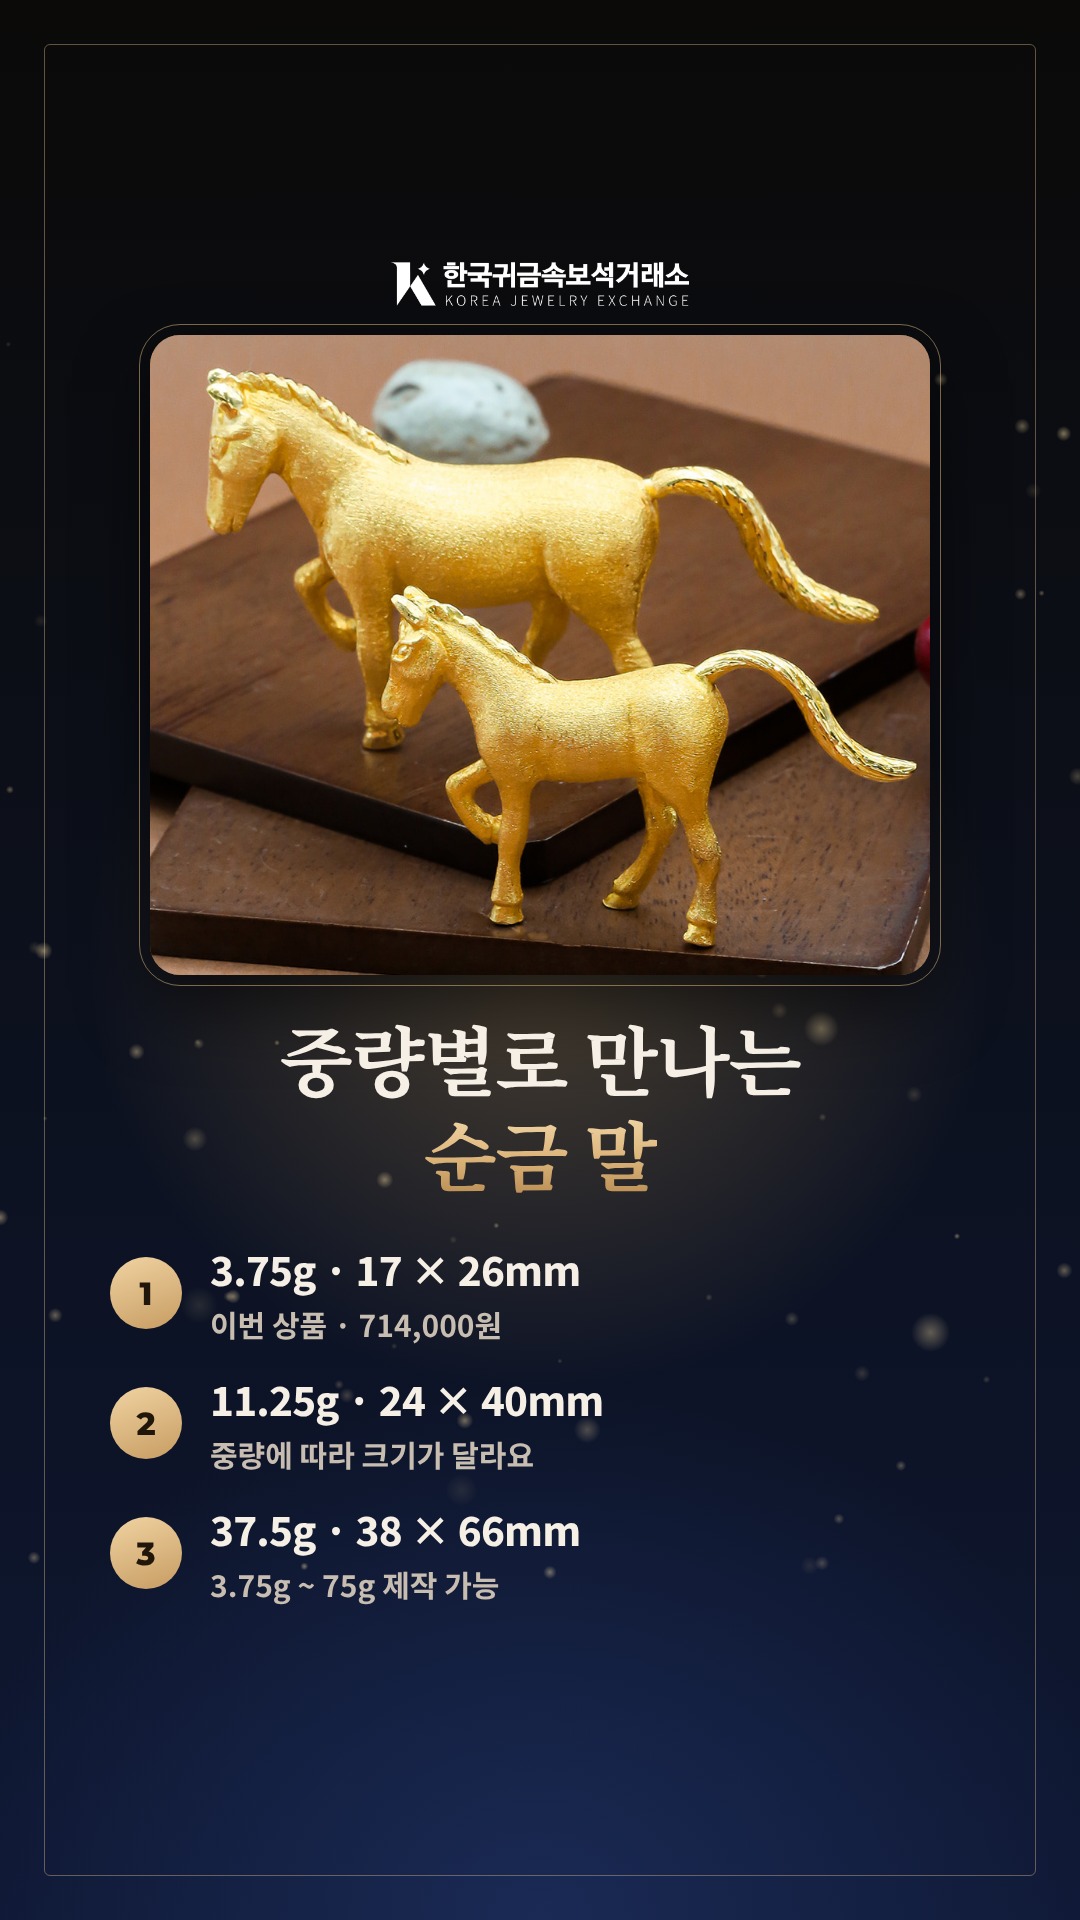 한국귀금속보석거래소
KOREA JEWELRY EXCHANGE
중량별로 만나는
순금 말
1
3.75g · 17 × 26mm
이번 상품 · 714,000원
2
11.25g · 24 × 40mm
중량에 따라 크기가 달라요
3
37.5g · 38 × 66mm
3.75g ~ 75g 제작 가능